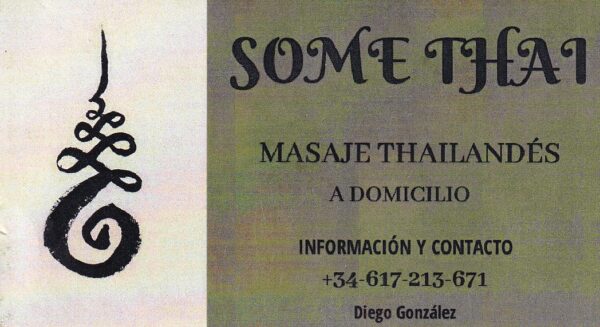 SOME THAI
MASAJE THAILANDÉS
A DOMICILIO
INFORMACIÓN Y CONTACTO
+34-617-213-671
Diego González